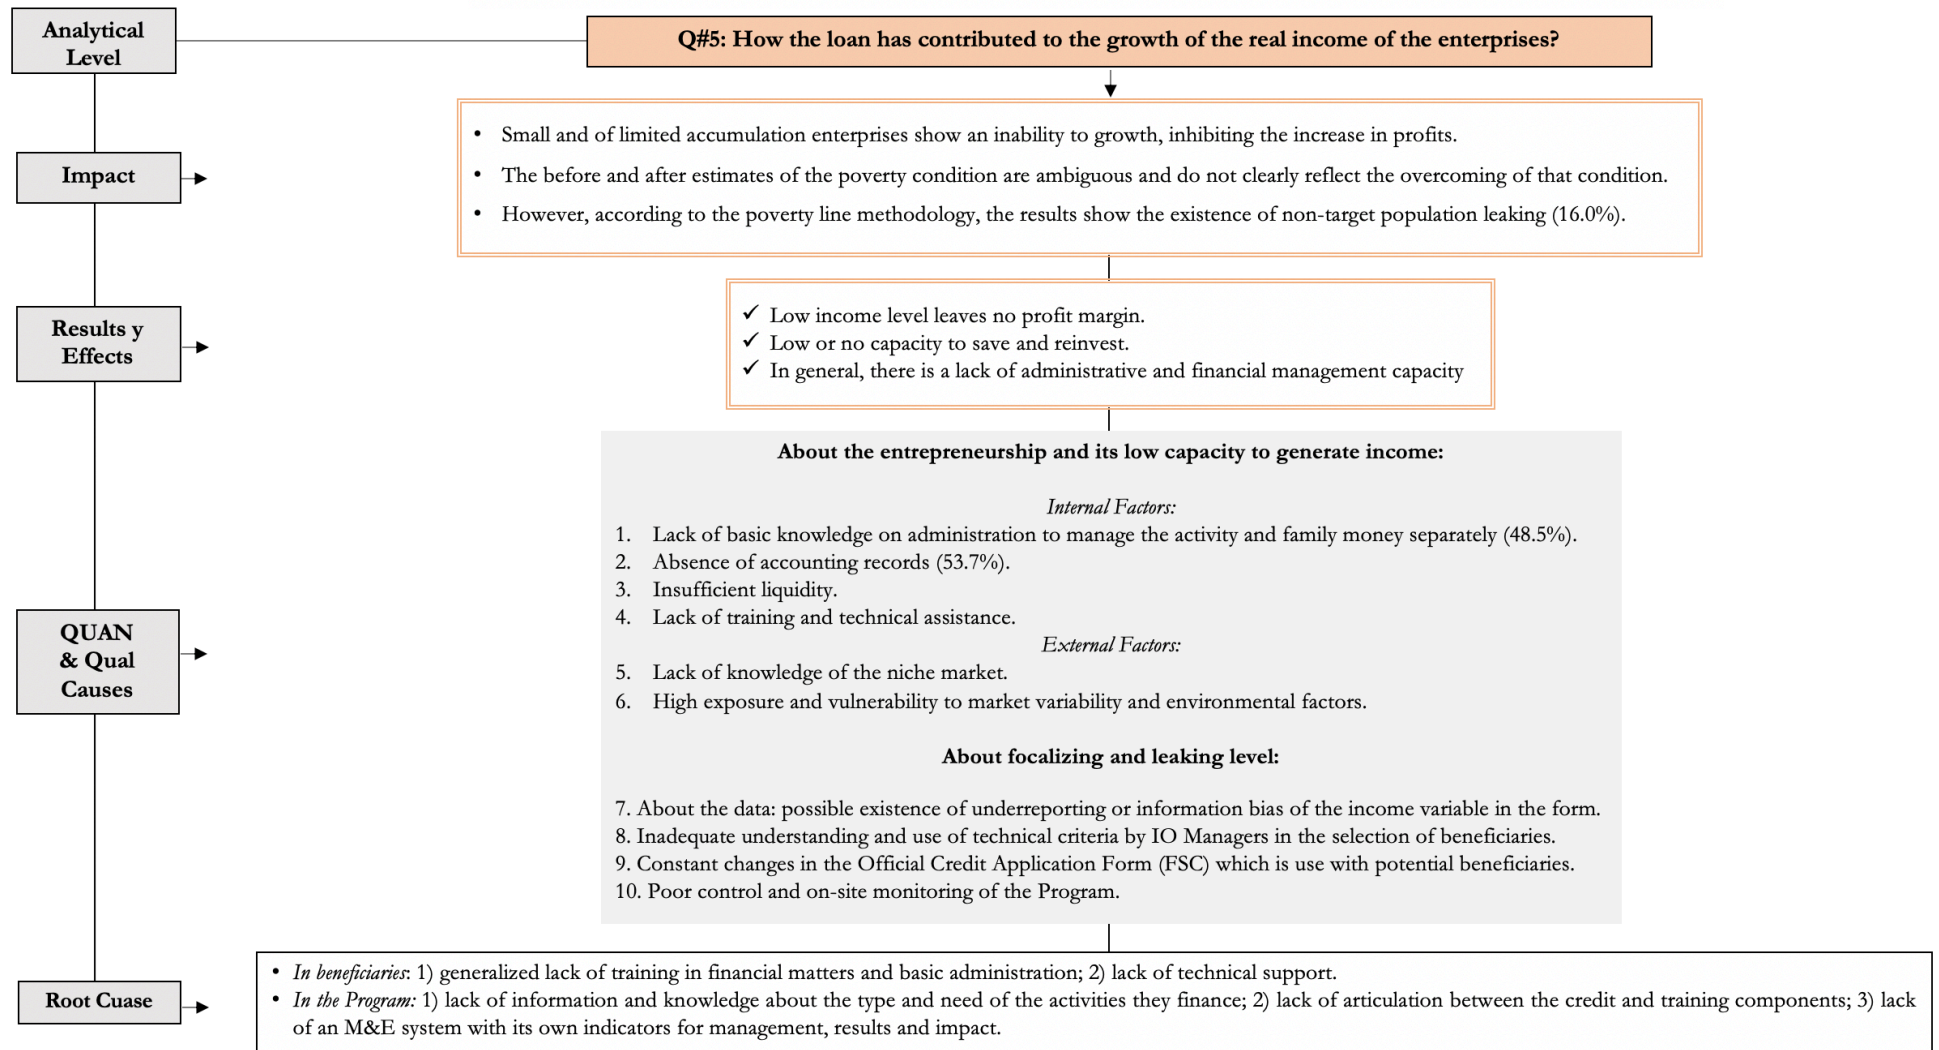 Analytical
Level
Q#5: How the loan has contributed to the growth of the real income of the enterprises?
Impact
• Small and of limited accumulation enterprises show an inability to growth, inhibiting the increase in profits.
• The before and after estimates of the poverty condition are ambiguous and do not clearly reflect the overcoming of that condition.
• However, according to the poverty line methodology, the results show the existence of non-target population leaking (16.0%).
Results y
Effects
✓ Low income level leaves no profit margin.
✓ Low or no capacity to save and reinvest.
✓ In general, there is a lack of administrative and financial management capacity
QUAN
& Qual
Causes
About the entrepreneurship and its low capacity to generate income:
Internal Factors:
1. Lack of basic knowledge on administration to manage the activity and family money separately (48.5%).
2. Absence of accounting records (53.7%).
3. Insufficient liquidity.
4. Lack of training and technical assistance.
External Factors:
5. Lack of knowledge of the niche market.
6. High exposure and vulnerability to market variability and environmental factors.
About focalizing and leaking level:
7. About the data: possible existence of underreporting or information bias of the income variable in the form.
8. Inadequate understanding and use of technical criteria by IO Managers in the selection of beneficiaries.
9. Constant changes in the Official Credit Application Form (FSC) which is use with potential beneficiaries.
10. Poor control and on-site monitoring of the Program.
Root Cuase
• In beneficiaries: 1) generalized lack of training in financial matters and basic administration; 2) lack of technical support.
• In the Program: 1) lack of information and knowledge about the type and need of the activities they finance; 2) lack of articulation between the credit and training components; 3) lack
of an M&E system with its own indicators for management, results and impact.